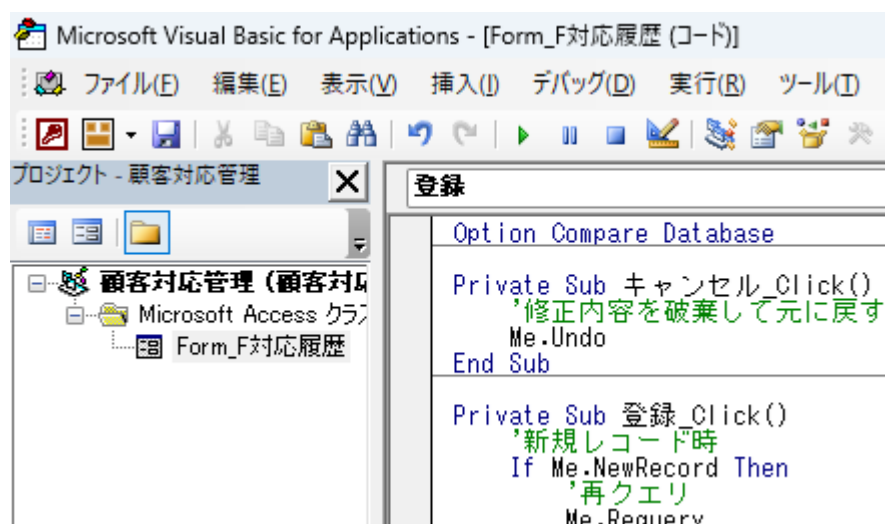 Microsoft Visual Basic for Applications - [Form_F対応履歴 (コード)]
ファイル(F) 編集(E) 表示(V) 挿入(I) デバッグ(D) 実行(R) ツール(T)
プロジェクト - 顧客対応管理
登録
顧客対応管理 (顧客対
Microsoft Access クラ
Form_F対応履歴
Option Compare Database
Private Sub キャンセル_Click()
'修正内容を破棄して元に戻す
Me.Undo
End Sub
Private Sub 登録_Click()
'新規レコード時
If Me.NewRecord Then
'再クエリ
Me.Requery